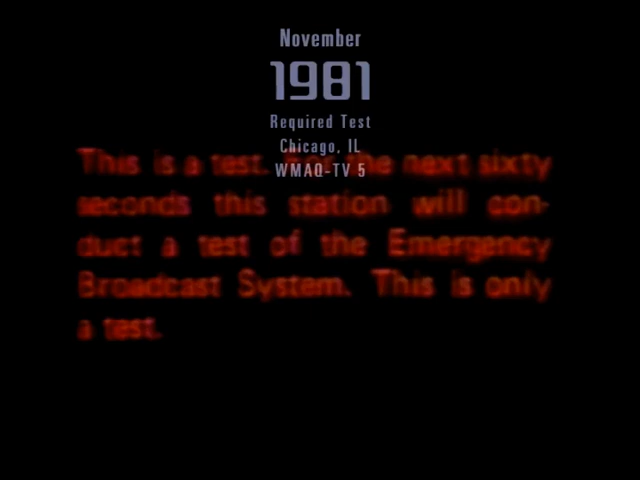 November
1981
Required Test
Chicago, IL
WMAQ-TV 5
This is a test. For the next sixty
seconds this station will con-
duct a test of the Emergency
Broadcast System. This is only
a test.